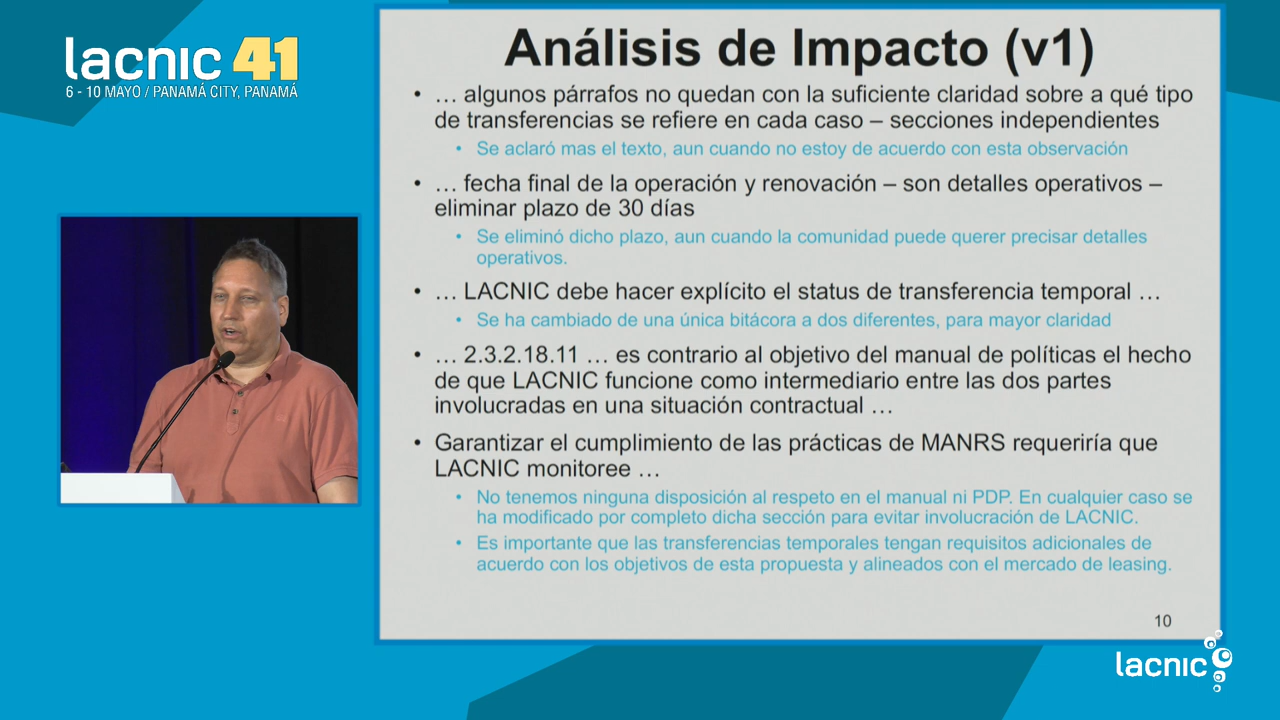 lacnic 41
6 - 10 MAYO / PANAMÁ CITY, PANAMÁ
Análisis de Impacto (v1)
• … algunos párrafos no quedan con la suficiente claridad sobre a qué tipo
de transferencias se refiere en cada caso – secciones independientes
• Se aclaró mas el texto, aun cuando no estoy de acuerdo con esta observación
• … fecha final de la operación y renovación – son detalles operativos –
eliminar plazo de 30 días
• Se eliminó dicho plazo, aun cuando la comunidad puede querer precisar detalles
operativos.
• … LACNIC debe hacer explícito el status de transferencia temporal …
• Se ha cambiado de una única bitácora a dos diferentes, para mayor claridad
• … 2.3.2.18.11 … es contrario al objetivo del manual de políticas el hecho
de que LACNIC funcione como intermediario entre las dos partes
involucradas en una situación contractual …
• Garantizar el cumplimiento de las prácticas de MANRS requeriría que
LACNIC monitoree …
• No tenemos ninguna disposición al respeto en el manual ni PDP. En cualquier caso se
ha modificado por completo dicha sección para evitar involucración de LACNIC.
• Es importante que las transferencias temporales tengan requisitos adicionales de
acuerdo con los objetivos de esta propuesta y alineados con el mercado de leasing.
10
lacnic